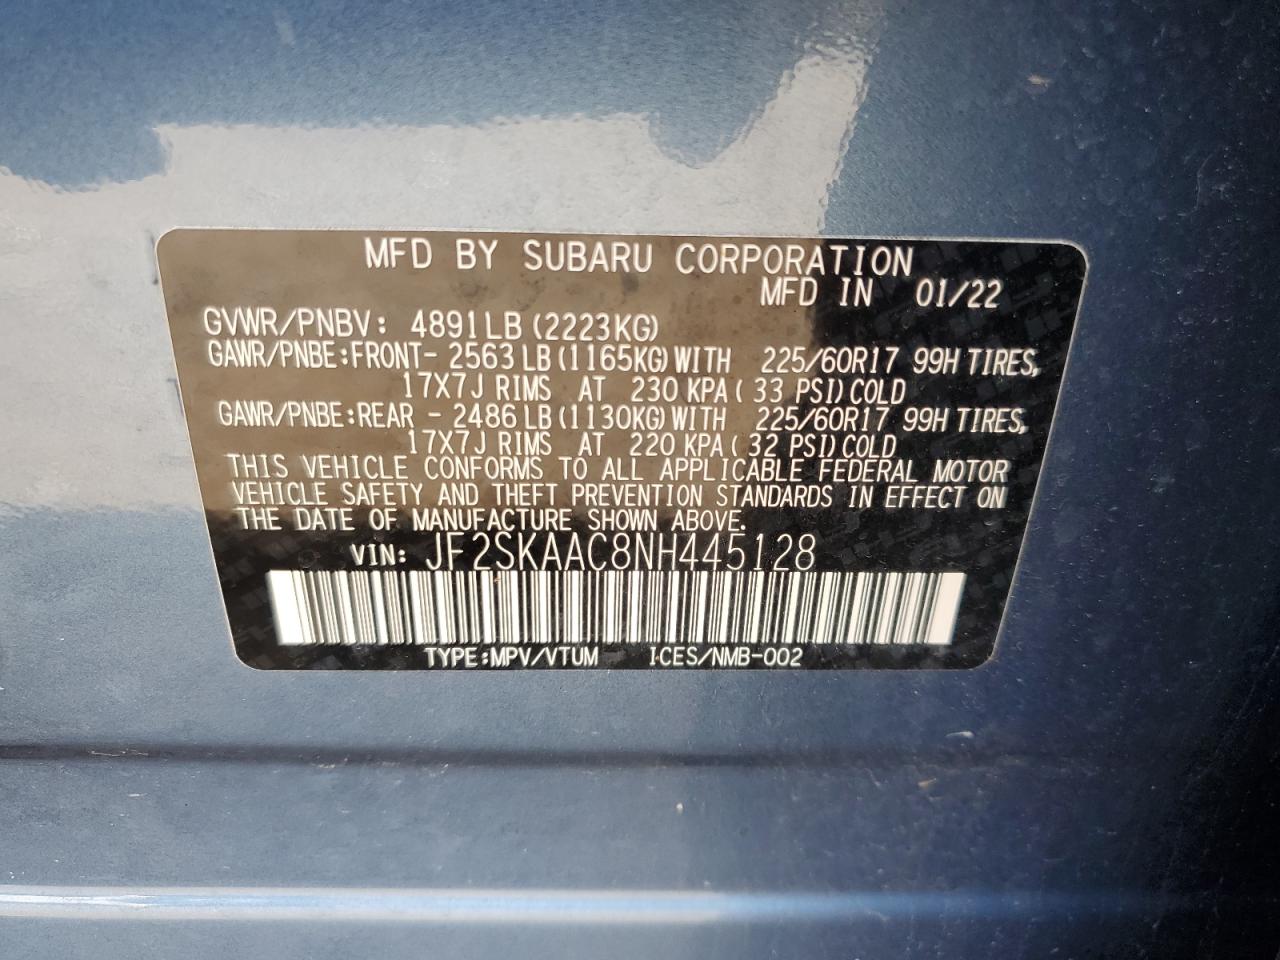 MFD BY SUBARU CORPORATION
MFD IN 01/22
GVWR/PNBV: 4891LB (2223KG)
GAWR/PNBE:FRONT- 2563LB (1165KG)WITH 225/60R17 99H TIRES,
17X7J RIMS AT 230 KPA( 33 PSI)COLD
GAWR/PNBE:REAR - 2486LB (1130KG)WITH 225/60R17 99H TIRES,
17X7J RIMS AT 220 KPA( 32 PSI)COLD
THIS VEHICLE CONFORMS TO ALL APPLICABLE FEDERAL MOTOR
VEHICLE SAFETY AND THEFT PREVENTION STANDARDS IN EFFECT ON
THE DATE OF MANUFACTURE SHOWN ABOVE.
VIN: JF2SKAAC8NH445128
TYPE:MPV/VTUM ICES/NMB-002